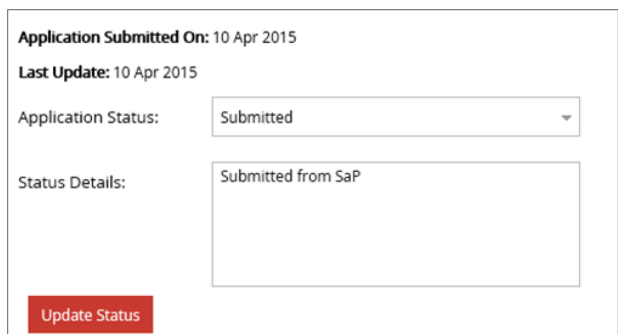 Application Submitted On: 10 Apr 2015
Last Update: 10 Apr 2015
Application Status: Submitted
Status Details: Submitted from SaP
Update Status